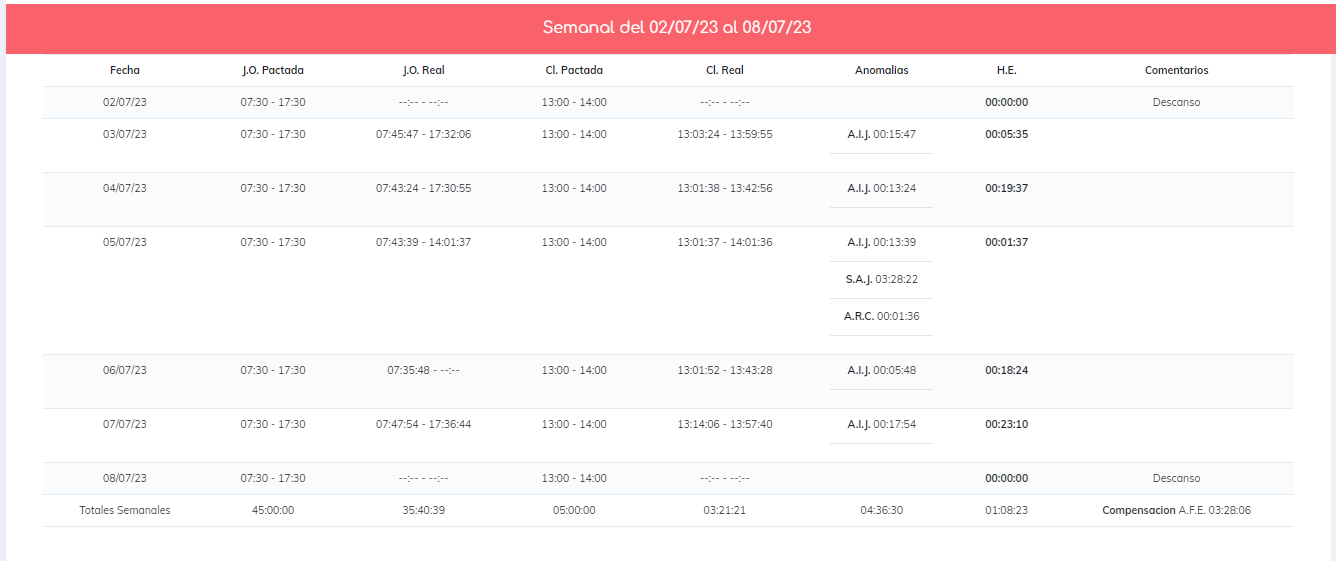 Semanal del 02/07/23 al 08/07/23
Fecha J.O. Pactada J.O. Real Cl. Pactada Cl. Real Anomalias H.E. Comentarios
02/07/23 07:30 - 17:30 --:-- - --:-- 13:00 - 14:00 --:-- - --:-- 00:00:00 Descanso
03/07/23 07:30 - 17:30 07:45:47 - 17:32:06 13:00 - 14:00 13:03:24 - 13:59:55 A.I.J. 00:15:47 00:05:35
04/07/23 07:30 - 17:30 07:43:24 - 17:30:55 13:00 - 14:00 13:01:38 - 13:42:56 A.I.J. 00:13:24 00:19:37
05/07/23 07:30 - 17:30 07:43:39 - 14:01:37 13:00 - 14:00 13:01:37 - 14:01:36 A.I.J. 00:13:39 00:01:37
S.A.J. 03:28:22
A.R.C. 00:01:36
06/07/23 07:30 - 17:30 07:35:48 - --:-- 13:00 - 14:00 13:01:52 - 13:43:28 A.I.J. 00:05:48 00:18:24
07/07/23 07:30 - 17:30 07:47:54 - 17:36:44 13:00 - 14:00 13:14:06 - 13:57:40 A.I.J. 00:17:54 00:23:10
08/07/23 07:30 - 17:30 --:-- - --:-- 13:00 - 14:00 --:-- - --:-- 00:00:00 Descanso
Totales Semanales 45:00:00 35:40:39 05:00:00 03:21:21 04:36:30 01:08:23 Compensacion A.F.E. 03:28:06